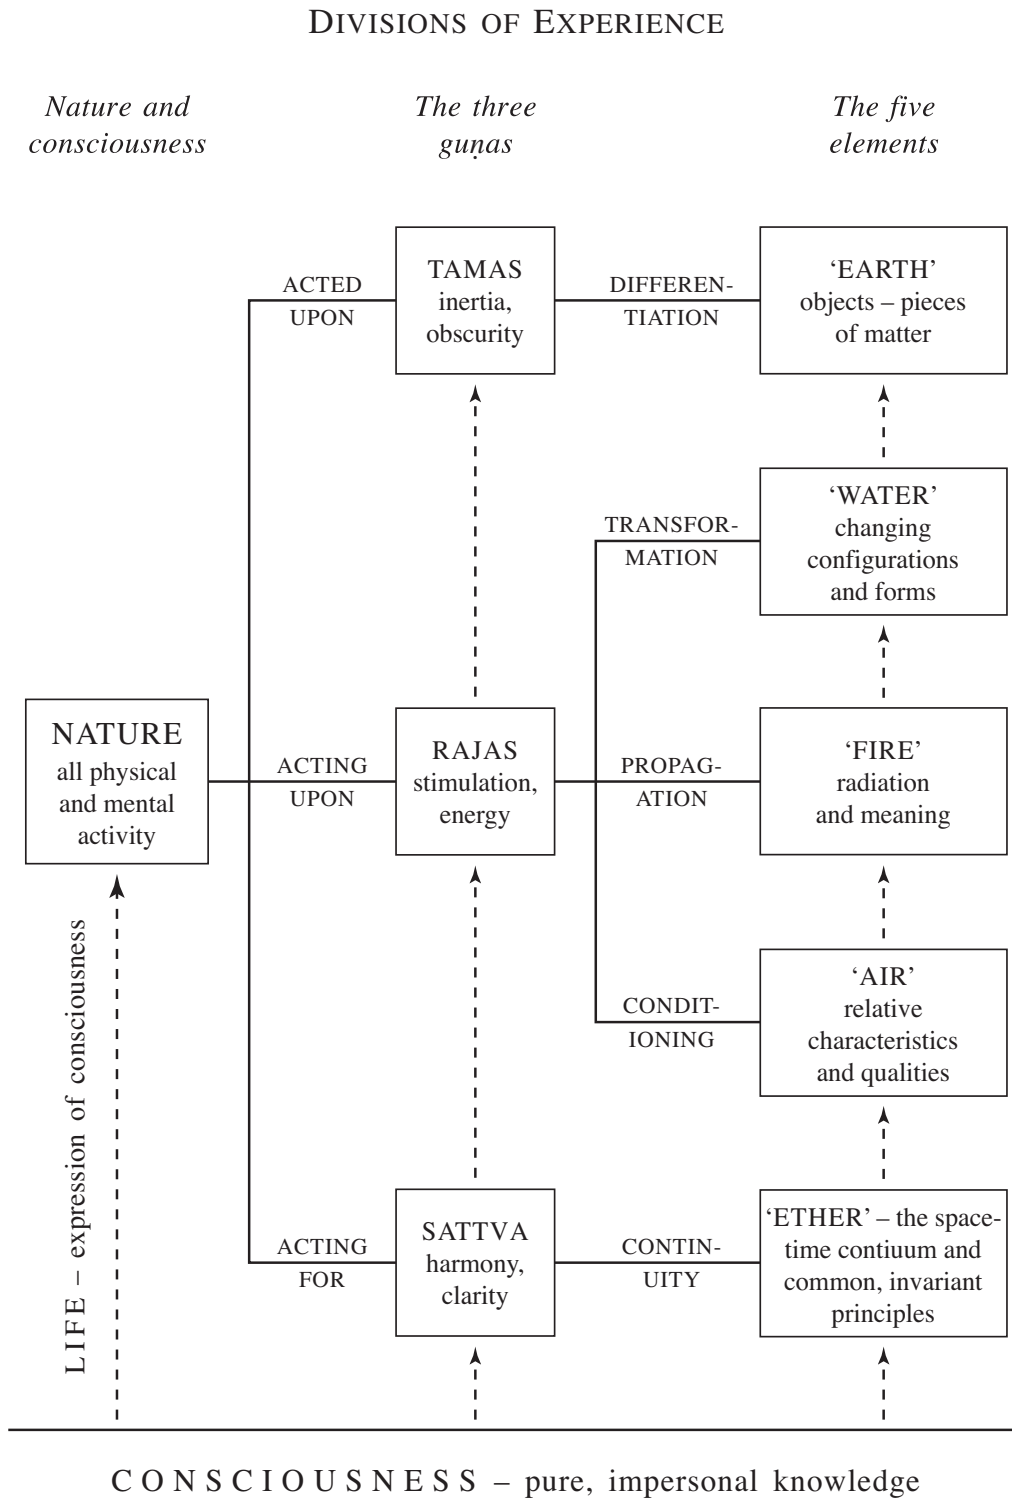 DIVISIONS OF EXPERIENCE
Nature and
consciousness
The three
guṇas
The five
elements
ACTED
UPON
TAMAS
inertia,
obscurity
DIFFEREN-
TIATION
‘EARTH’
objects – pieces
of matter
TRANSFOR-
MATION
‘WATER’
changing
configurations
and forms
NATURE
all physical
and mental
activity
ACTING
UPON
RAJAS
stimulation,
energy
PROPAG-
ATION
‘FIRE’
radiation
and meaning
CONDIT-
IONING
‘AIR’
relative
characteristics
and qualities
LIFE – expression of consciousness
ACTING
FOR
SATTVA
harmony,
clarity
CONTIN-
UITY
‘ETHER’ – the space-
time contiuum and
common, invariant
principles
CONSCIOUSNESS – pure, impersonal knowledge